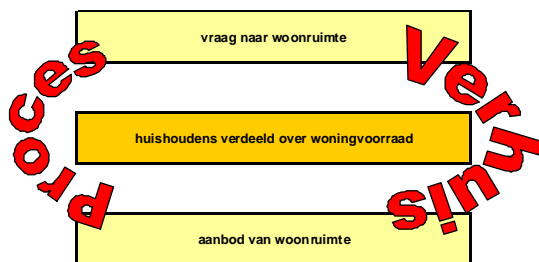 vraag naar woonruimte
huishoudens verdeeld over woningvoorraad
aanbod van woonruimte
Verhuis
proces